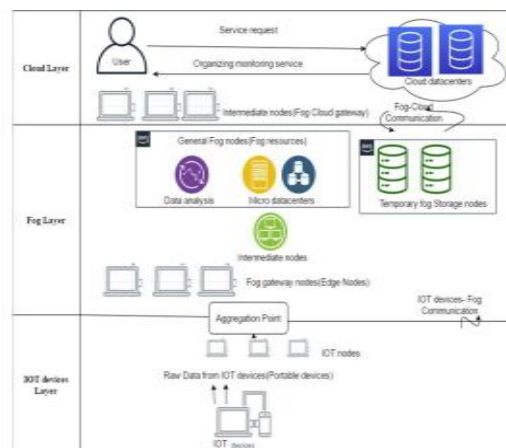 Service request
Cloud Layer
User
Organizing monitoring service
Cloud datacenters
Intermediate nodes(Fog Cloud gateway)
Fog-Cloud
Communication
aws
General Fog nodes(Fog resources)
aws
Data analysis
Micro datacenters
Temporary fog Storage nodes
Fog Layer
Intermediate nodes
Fog gateway nodes(Edge Nodes)
IOT devices- Fog
Communication
Aggregation Point
IOT nodes
IOT devices
Layer
Raw Data from IOT devices(Portable devices)
IOT devices